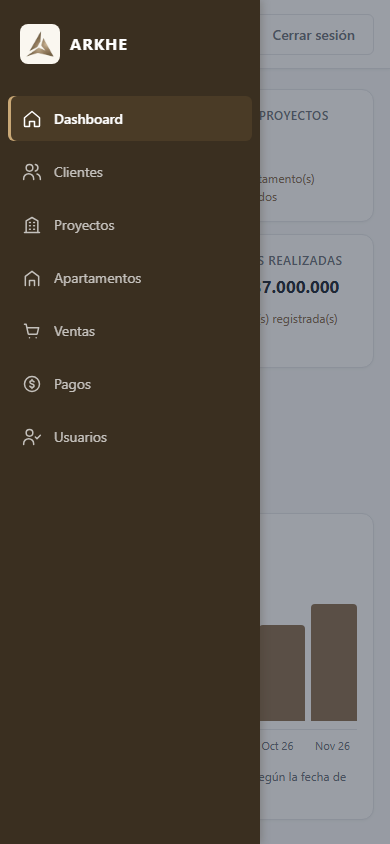 ARKHE
Cerrar sesión
Dashboard
PROYECTOS
Clientes
tamento(s)
dos
Proyectos
S REALIZADAS
Apartamentos
7.000.000
s) registrada(s)
Ventas
Pagos
Usuarios
Oct 26
Nov 26
egún la fecha de